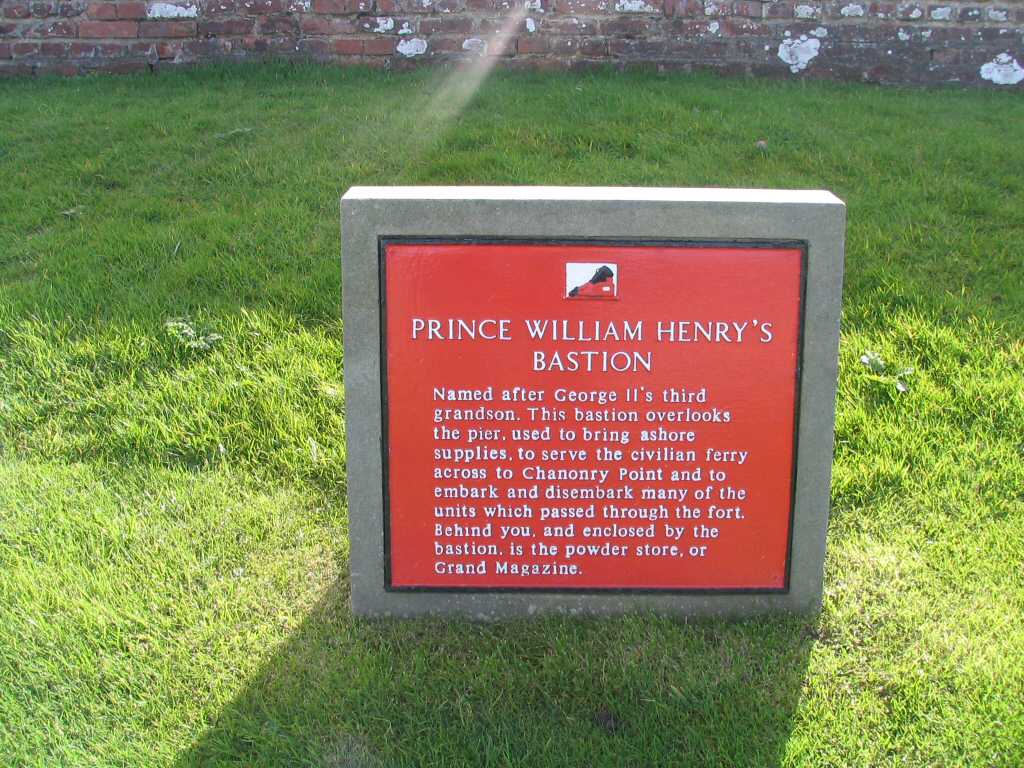 PRINCE WILLIAM HENRY'S
BASTION
Named after George II's third
grandson. This bastion overlooks
the pier, used to bring ashore
supplies, to serve the civilian ferry
across to Chanonry Point and to
embark and disembark many of the
units which passed through the fort.
Behind you, and enclosed by the
bastion, is the powder store, or
Grand Magazine.